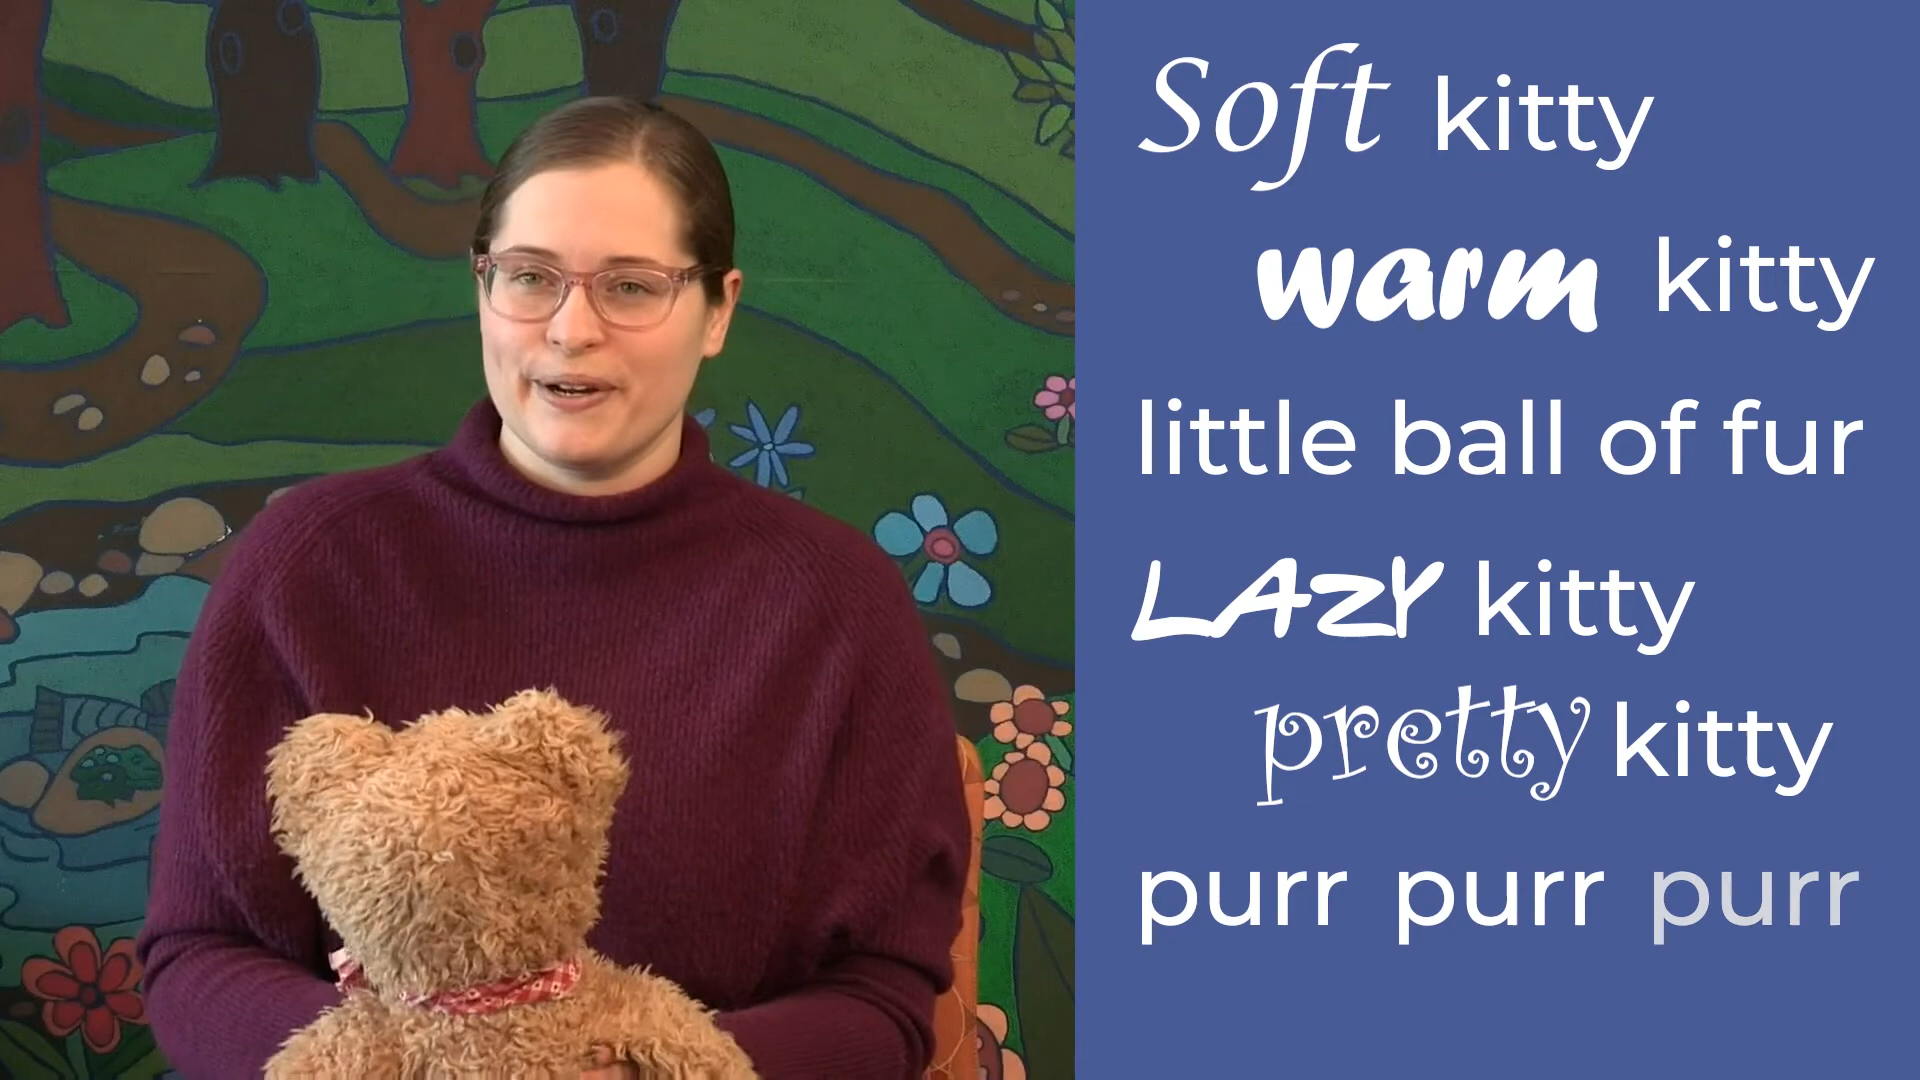 Soft kitty
warm kitty
little ball of fur
LAZY kitty
pretty kitty
purr purr purr